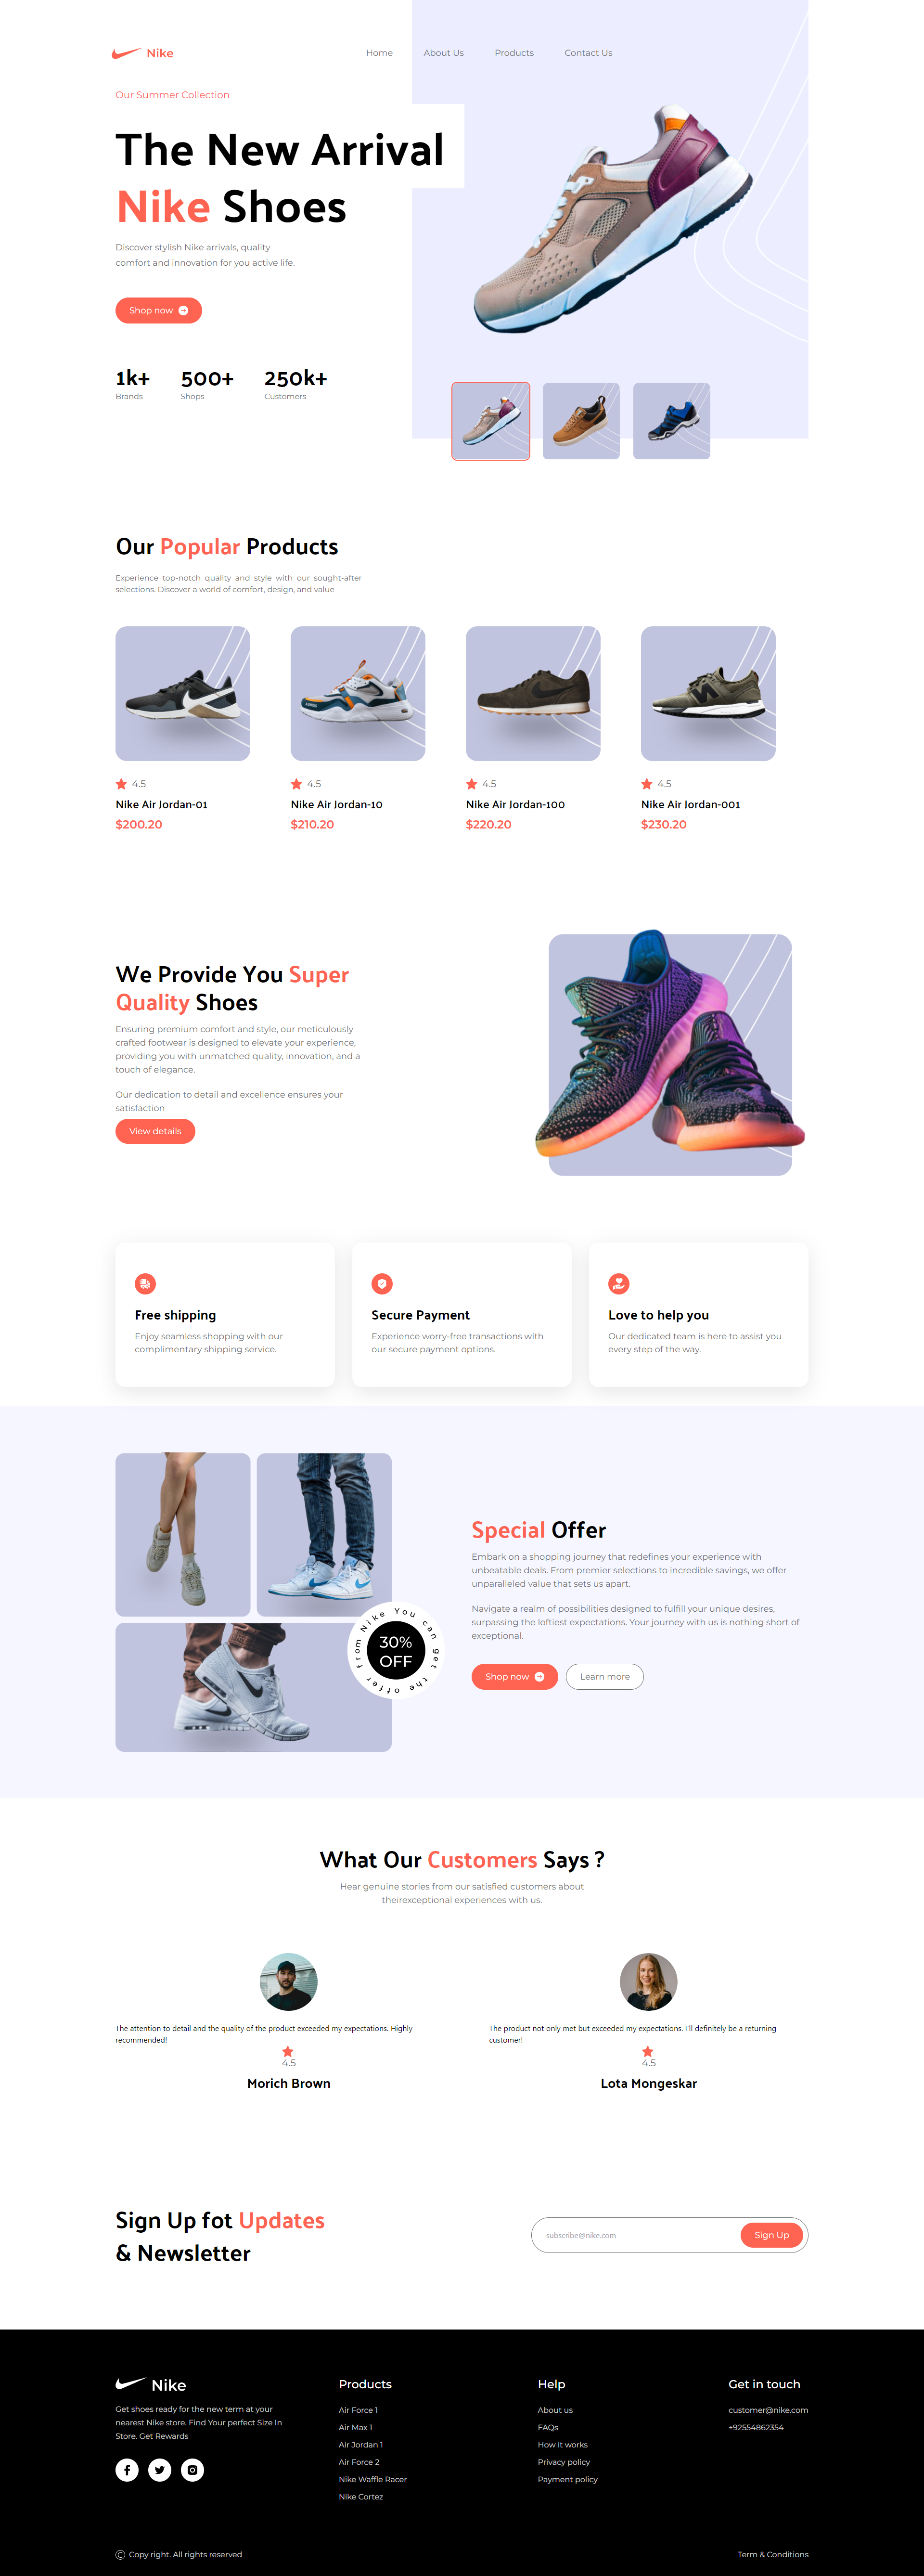 Nike
Home About Us Products Contact Us
Our Summer Collection
The New Arrival
Nike Shoes
Discover stylish Nike arrivals, quality
comfort and innovation for you active life.
Shop now
1k+ 500+ 250k+
Brands Shops Customers
Our Popular Products
Experience top-notch quality and style with our sought-after
selections. Discover a world of comfort, design, and value
4.5 4.5 4.5 4.5
Nike Air Jordan-01 Nike Air Jordan-10 Nike Air Jordan-100 Nike Air Jordan-001
$200.20 $210.20 $220.20 $230.20
We Provide You Super
Quality Shoes
Ensuring premium comfort and style, our meticulously
crafted footwear is designed to elevate your experience,
providing you with unmatched quality, innovation, and a
touch of elegance.
Our dedication to detail and excellence ensures your
satisfaction
View details
Free shipping
Enjoy seamless shopping with our
complimentary shipping service.
Secure Payment
Experience worry-free transactions with
our secure payment options.
Love to help you
Our dedicated team is here to assist you
every step of the way.
You can get the offer from Nike
30%
OFF
Special Offer
Embark on a shopping journey that redefines your experience with
unbeatable deals. From premier selections to incredible savings, we offer
unparalleled value that sets us apart.
Navigate a realm of possibilities designed to fulfill your unique desires,
surpassing the loftiest expectations. Your journey with us is nothing short of
exceptional.
Shop now Learn more
What Our Customers Says ?
Hear genuine stories from our satisfied customers about
theirexceptional experiences with us.
The attention to detail and the quality of the product exceeded my expectations. Highly
recommended!
4.5
Morich Brown
The product not only met but exceeded my expectations. I'll definitely be a returning
customer!
4.5
Lota Mongeskar
Sign Up fot Updates
& Newsletter
subscribe@nike.com
Sign Up
Nike
Get shoes ready for the new term at your
nearest Nike store. Find Your perfect Size In
Store. Get Rewards
Products
Air Force 1
Air Max 1
Air Jordan 1
Air Force 2
Nike Waffle Racer
Nike Cortez
Help
About us
FAQs
How it works
Privacy policy
Payment policy
Get in touch
customer@nike.com
+92554862354
© Copy right. All rights reserved
Term & Conditions